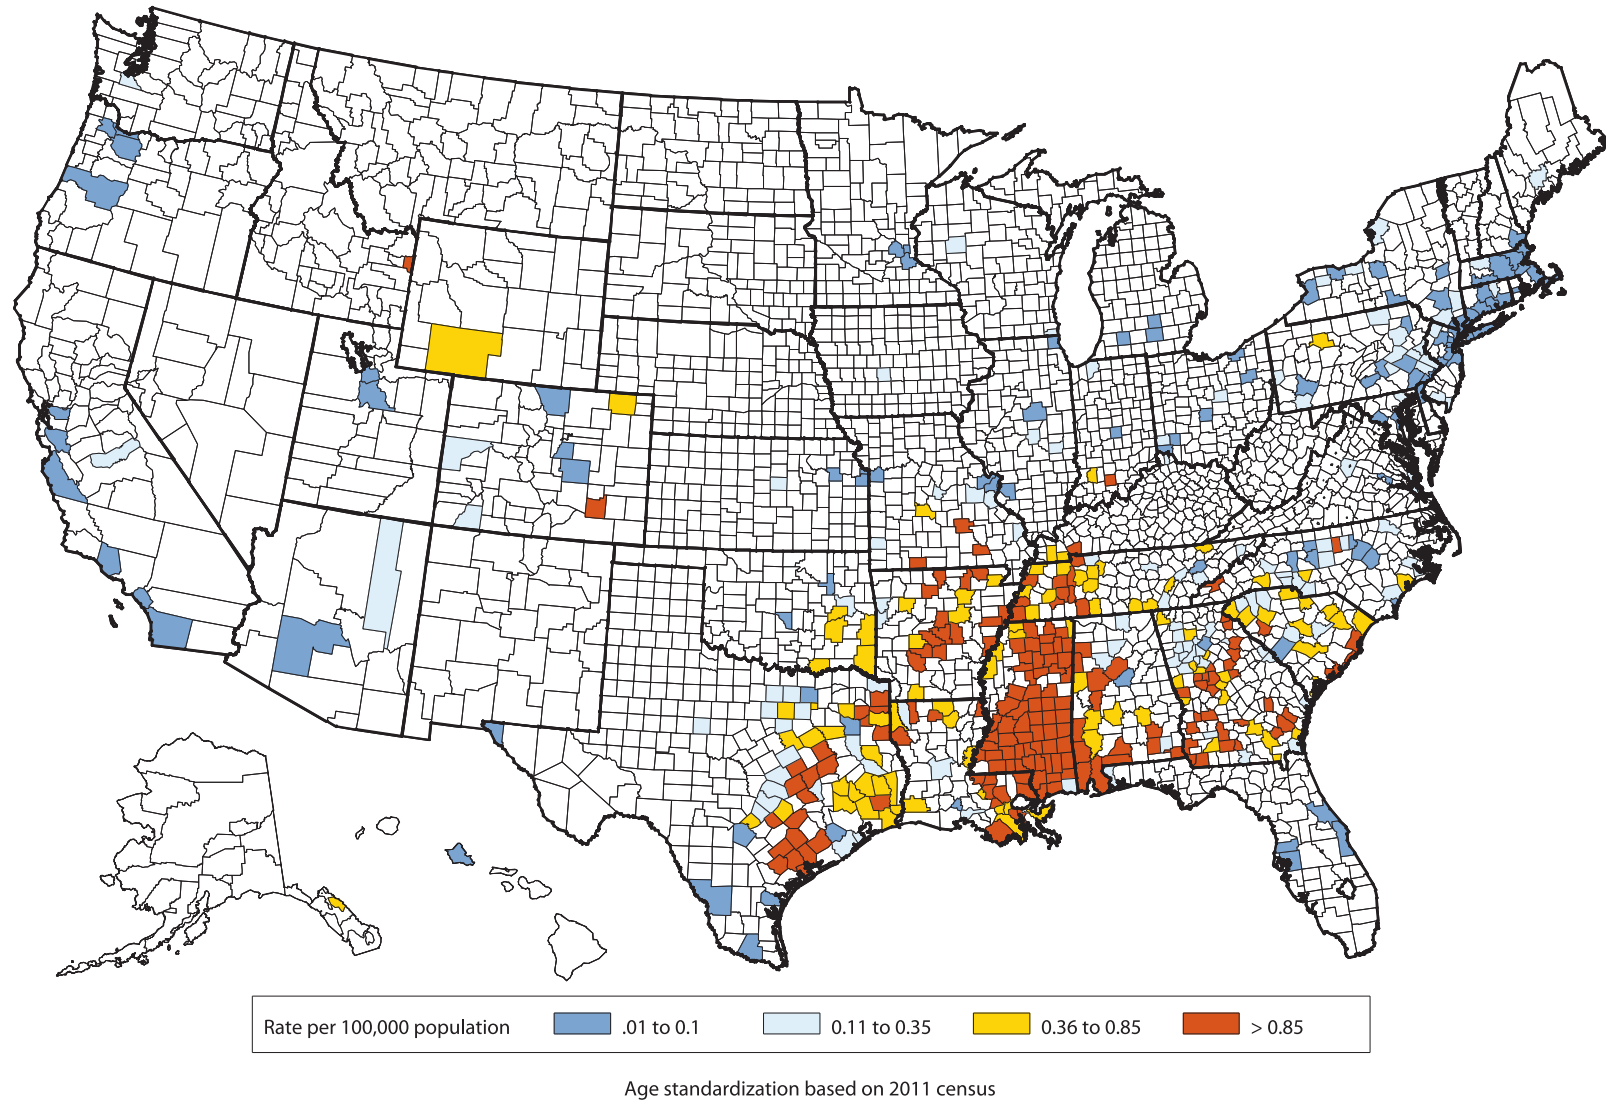 Rate per 100,000 population .01 to 0.1 0.11 to 0.35 0.36 to 0.85 > 0.85
Age standardization based on 2011 census